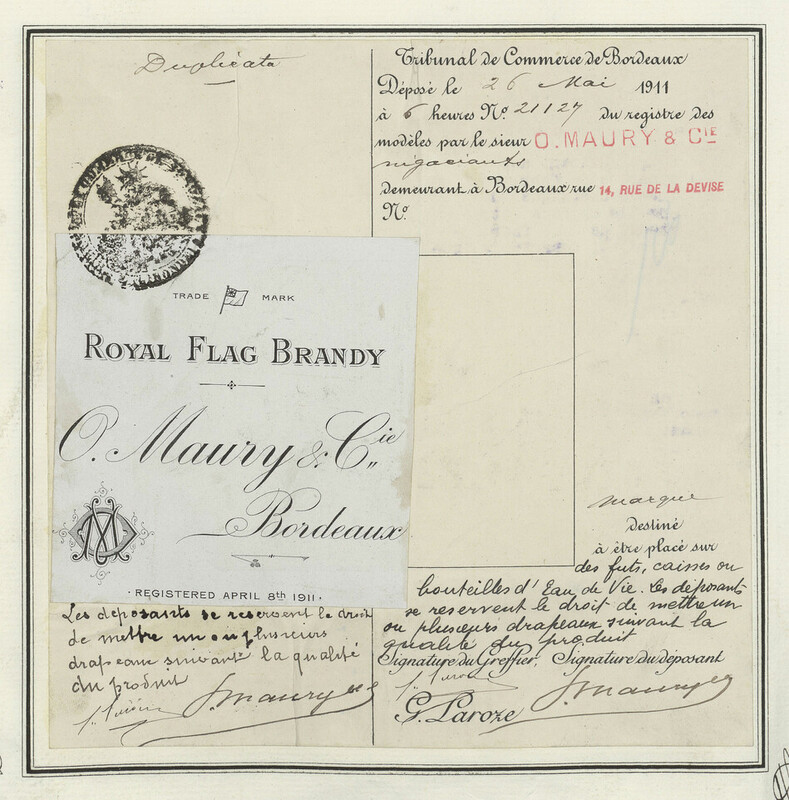 Duplicata
Tribunal de Commerce de Bordeaux
Déposé le 26 Mai 1911
à 6 heures No. 21127 du registre des
modèles par le sieur O. MAURY & CIE
négociants
demeurant à Bordeaux rue 14, RUE DE LA DEVISE
No.
TRADE MARK
ROYAL FLAG BRANDY
O. Maury & Cie
Bordeaux
· REGISTERED APRIL 8th 1911 ·
Les déposants se reservent le droit
de mettre un ou plusieurs
drapeaux suivant la qualité
du produit
O. Maury & Cie
marque
destiné
à être placé sur
des futs, caisses ou
bouteilles d'Eau de Vie. Les déposants
se reservent le droit de mettre un
ou plusieurs drapeaux suivant la
qualité du produit
Signature du Greffier, Signature du déposant
O. Maury & Cie
G. Laroze